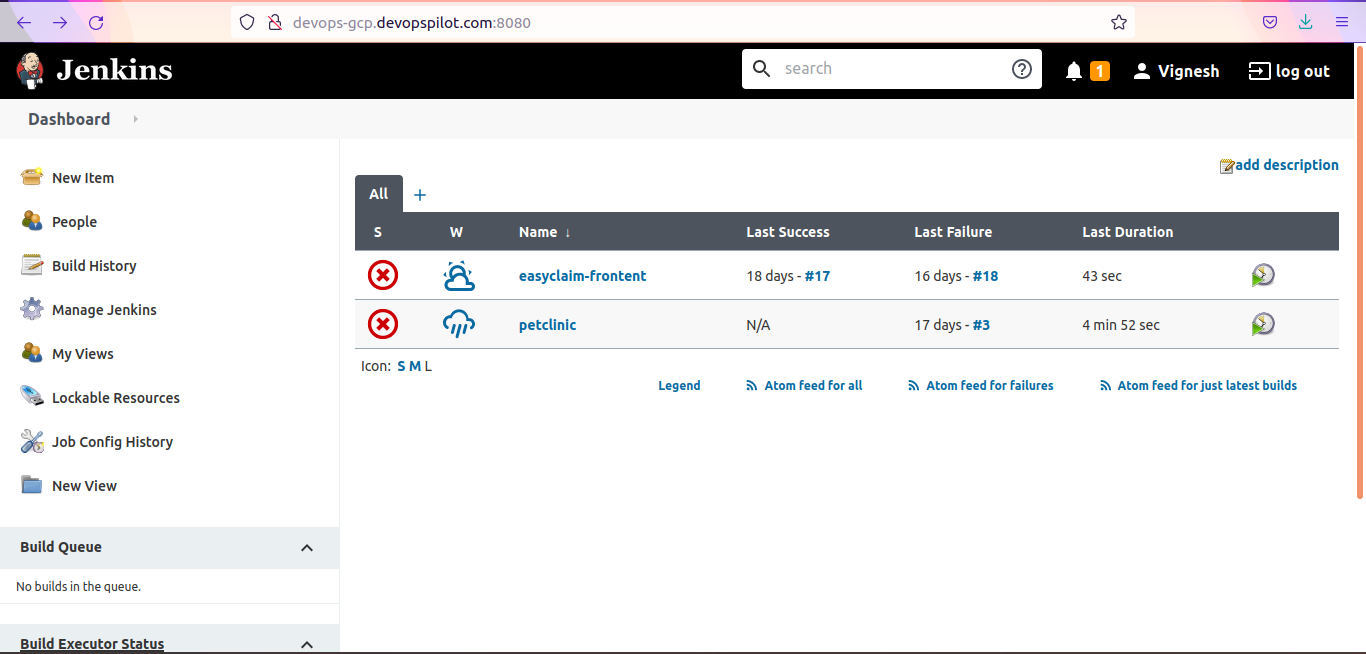 devops-gcp.devopspilot.com:8080
Jenkins
search
1
Vignesh
log out
Dashboard
New Item
People
Build History
Manage Jenkins
My Views
Lockable Resources
Job Config History
New View
Build Queue
No builds in the queue.
Build Executor Status
add description
All +
S W Name ↓ Last Success Last Failure Last Duration
easyclaim-frontent 18 days - #17 16 days - #18 43 sec
petclinic N/A 17 days - #3 4 min 52 sec
Icon: S M L
Legend Atom feed for all Atom feed for failures Atom feed for just latest builds